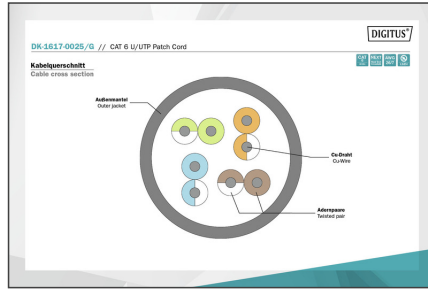 DIGITUS®
DK-1617-0025/G // CAT 6 U/UTP Patch Cord
Kabelquerschnitt
Cable cross section
Außenmantel
Outer jacket
Cu-Draht
Cu-Wire
Adernpaare
Twisted pair